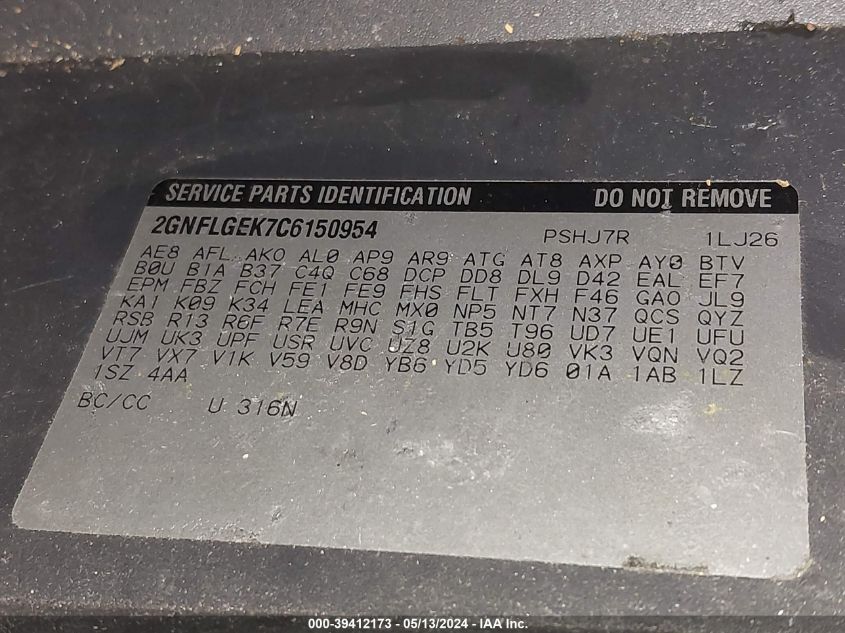 SERVICE PARTS IDENTIFICATION DO NOT REMOVE
2GNFLGEK7C6150954 PSHJ7R 1LJ26
AE8 AFL AKO AL0 AP9 AR9 ATG AT8 AXP AY0 BTV
B0U B1A B37 C4Q C68 DCP DD8 DL9 D42 EAL EF7
EPM FBZ FCH FE1 FE9 FHS FLT FXH F46 GAO JL9
KA1 K09 K34 LEA MHC MX0 NP5 NT7 N37 QCS QYZ
RSB R13 R6F R7E R9N S1G TB5 T96 UD7 UE1 UFU
UJM UK3 UPF USR UVC UZ8 U2K U80 VK3 VQN VQ2
VT7 VX7 V1K V59 V8D YB6 YD5 YD6 01A 1AB 1LZ
1SZ 4AA
BC/CC U 316N
000-39412173 - 05/13/2024 - IAA Inc.